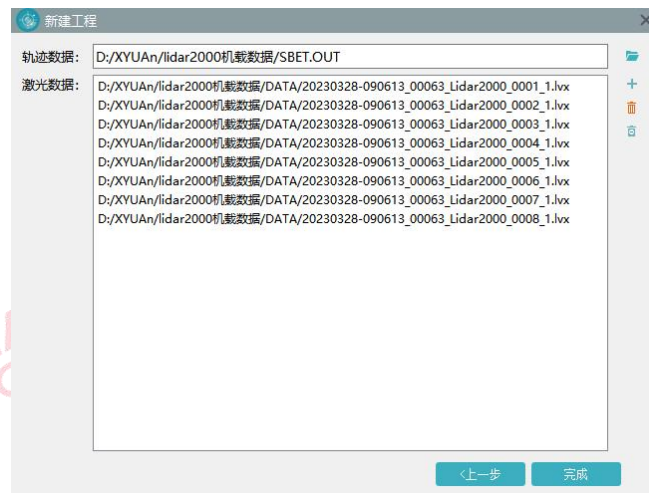 新建工程
轨迹数据: D:/XYUAn/lidar2000机载数据/SBET.OUT
激光数据: D:/XYUAn/lidar2000机载数据/DATA/20230328-090613_00063_Lidar2000_0001_1.lvx
D:/XYUAn/lidar2000机载数据/DATA/20230328-090613_00063_Lidar2000_0002_1.lvx
D:/XYUAn/lidar2000机载数据/DATA/20230328-090613_00063_Lidar2000_0003_1.lvx
D:/XYUAn/lidar2000机载数据/DATA/20230328-090613_00063_Lidar2000_0004_1.lvx
D:/XYUAn/lidar2000机载数据/DATA/20230328-090613_00063_Lidar2000_0005_1.lvx
D:/XYUAn/lidar2000机载数据/DATA/20230328-090613_00063_Lidar2000_0006_1.lvx
D:/XYUAn/lidar2000机载数据/DATA/20230328-090613_00063_Lidar2000_0007_1.lvx
D:/XYUAn/lidar2000机载数据/DATA/20230328-090613_00063_Lidar2000_0008_1.lvx
<上一步 完成